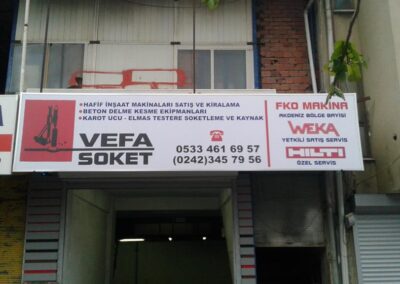 •HAFİF İNŞAAT MAKİNALARI SATIŞ VE KİRALAMA
•BETON DELME KESME EKİPMANLARI
•KAROT UCU - ELMAS TESTERE SOKETLEME VE KAYNAK
VEFA
SOKET
☎
0533 461 69 57
(0242)345 79 56
FKO MAKİNA
AKDENİZ BÖLGE BAYİSİ
WEKA
YETKİLİ SATIŞ SERVİS
HILTI
ÖZEL SERVİS